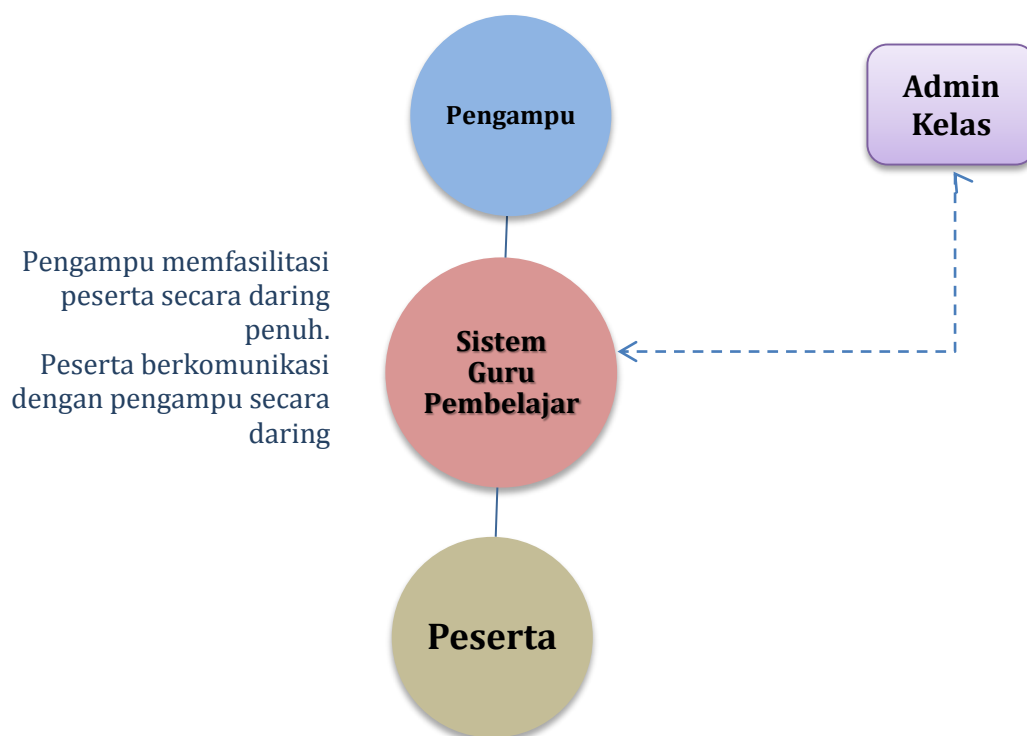 Pengampu
Admin
Kelas
Pengampu memfasilitasi
peserta secara daring
penuh.
Peserta berkomunikasi
dengan pengampu secara
daring
Sistem
Guru
Pembelajar
Peserta